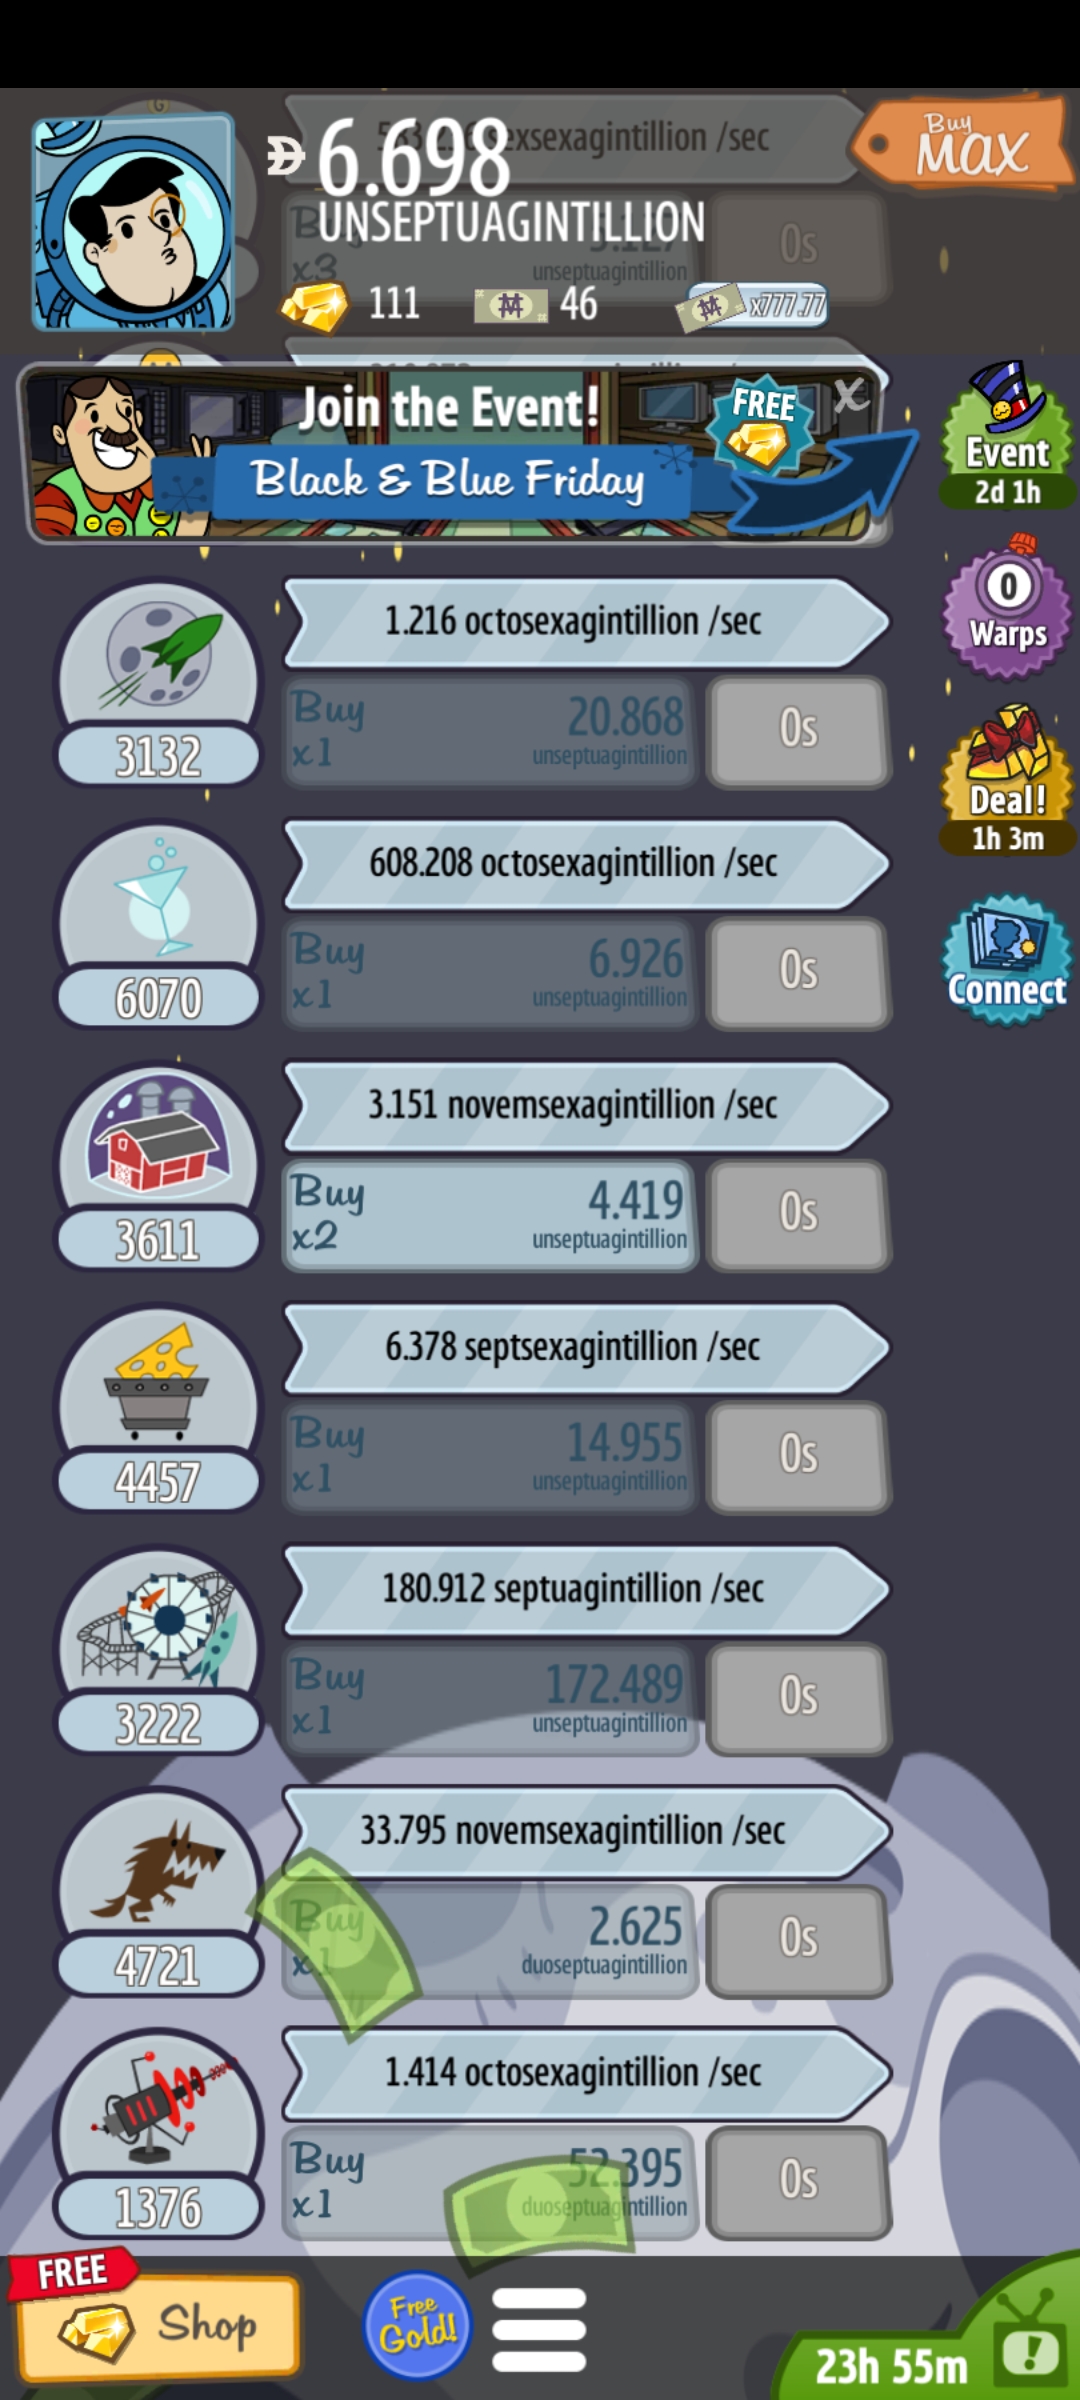 sexsexagintillion /sec
6.698
UNSEPTUAGINTILLION
Buy
x3
unseptuagintillion
0s
Buy
MAX
111
46
x777.77
Join the Event!
FREE
X
Black & Blue Friday
Event
2d 1h
1.216 octosexagintillion /sec
Buy
x1
20.868
unseptuagintillion
0s
3132
0
Warps
Deal!
1h 3m
608.208 octosexagintillion /sec
Buy
x1
6.926
unseptuagintillion
0s
6070
Connect
3.151 novemsexagintillion /sec
Buy
x2
4.419
unseptuagintillion
0s
3611
6.378 septsexagintillion /sec
Buy
x1
14.955
unseptuagintillion
0s
4457
180.912 septuagintillion /sec
Buy
x1
172.489
unseptuagintillion
0s
3222
33.795 novemsexagintillion /sec
Buy
x1
2.625
duoseptuagintillion
0s
4721
1.414 octosexagintillion /sec
Buy
x1
52.395
duoseptuagintillion
0s
1376
FREE
Shop
Free
Gold!
23h 55m
!